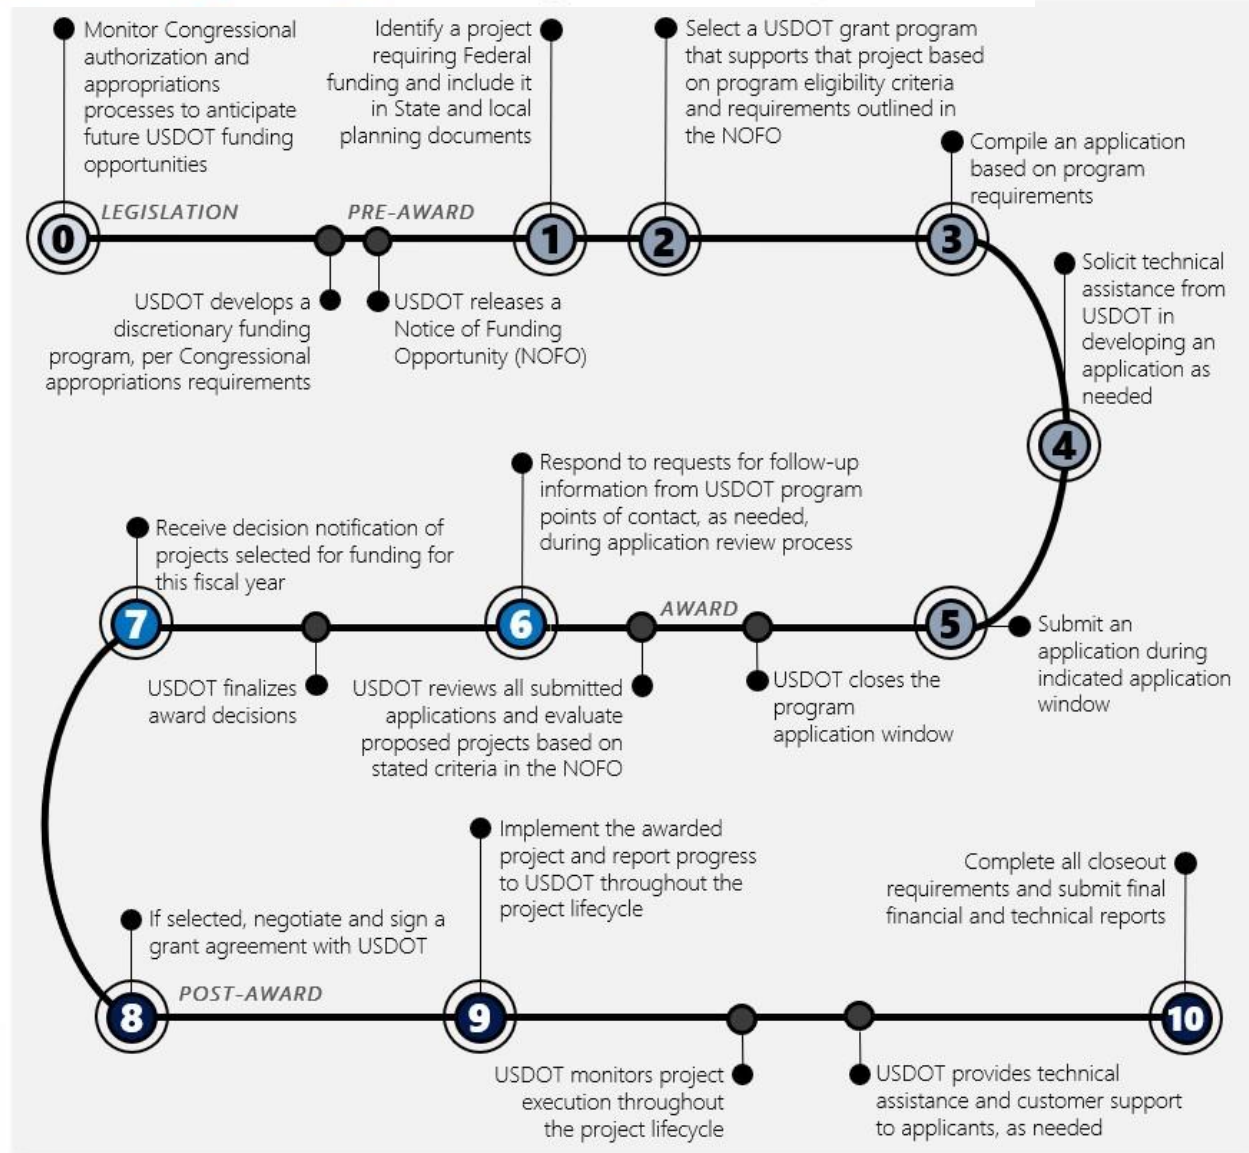 Monitor Congressional
authorization and
appropriations
processes to anticipate
future USDOT funding
opportunities
Identify a project
requiring Federal
funding and include it
in State and local
planning documents
Select a USDOT grant program
that supports that project based
on program eligibility criteria
and requirements outlined in
the NOFO
Compile an application
based on program
requirements
LEGISLATION
PRE-AWARD
0
1
2
3
USDOT develops a
discretionary funding
program, per Congressional
appropriations requirements
USDOT releases a
Notice of Funding
Opportunity (NOFO)
Solicit technical
assistance from
USDOT in
developing an
application as
needed
4
Respond to requests for follow-up
information from USDOT program
points of contact, as needed,
during application review process
Receive decision notification of
projects selected for funding for
this fiscal year
AWARD
7
6
5
Submit an
application during
indicated application
window
USDOT finalizes
award decisions
USDOT reviews all submitted
applications and evaluate
proposed projects based on
stated criteria in the NOFO
USDOT closes the
program
application window
Implement the awarded
project and report progress
to USDOT throughout the
project lifecycle
Complete all closeout
requirements and submit final
financial and technical reports
If selected, negotiate and sign a
grant agreement with USDOT
POST-AWARD
8
9
10
USDOT monitors project
execution throughout
the project lifecycle
USDOT provides technical
assistance and customer support
to applicants, as needed